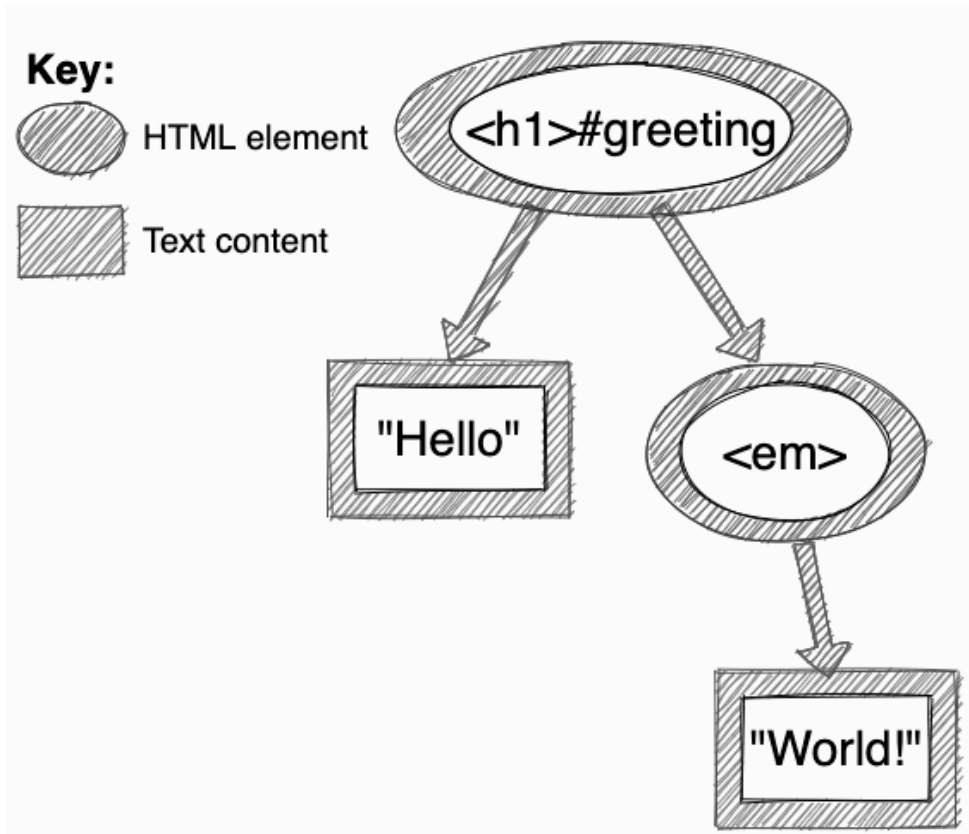 Key:
HTML element
Text content
<h1>#greeting
"Hello"
<em>
"World!"